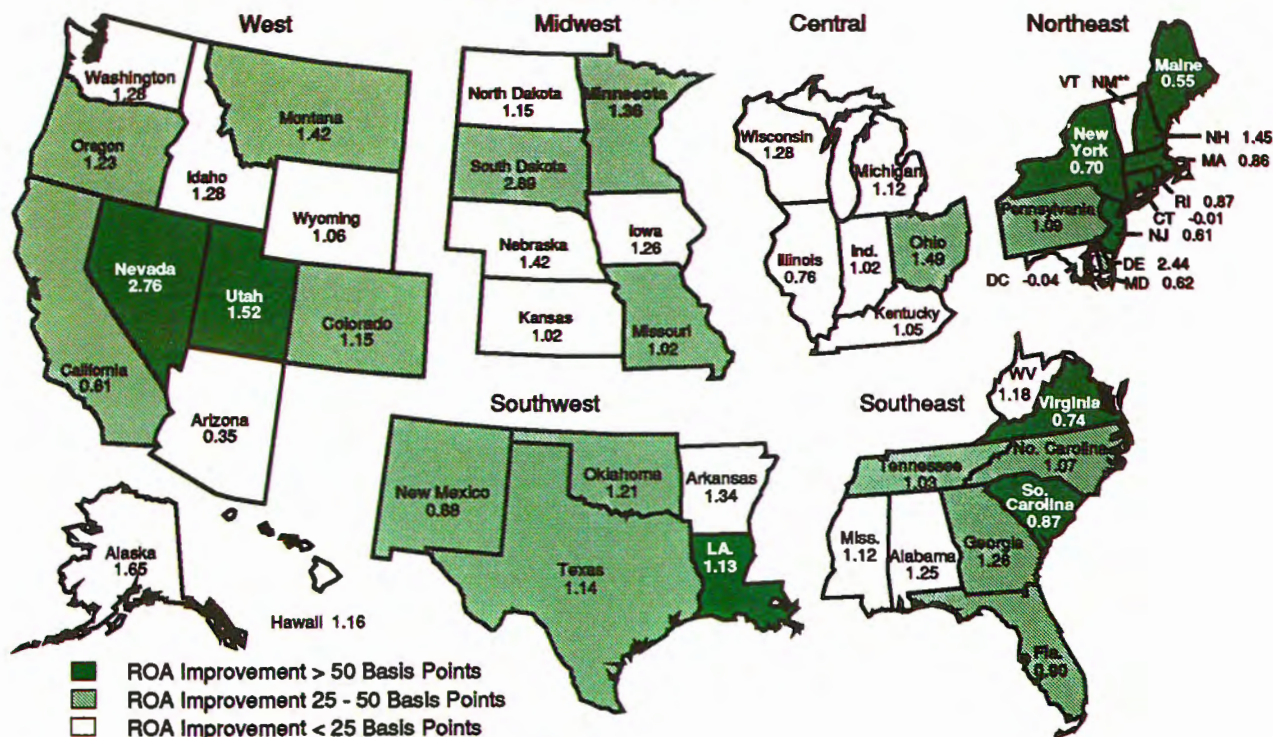 West
Midwest
Central
Northeast
Washington
1.28
Montana
1.42
Oregon
1.23
Idaho
1.28
Wyoming
1.06
Nevada
2.76
Utah
1.52
Colorado
1.15
California
0.61
Arizona
0.35
Alaska
1.65
Hawaii 1.16
North Dakota
1.15
Minnesota
1.36
South Dakota
2.89
Nebraska
1.42
Iowa
1.26
Kansas
1.02
Missouri
1.02
Wisconsin
1.28
Michigan
1.12
Illinois
0.76
Ind.
1.02
Ohio
1.49
Kentucky
1.05
Maine
0.55
VT NM**
New
York
0.70
NH 1.45
MA 0.86
RI 0.87
CT -0.01
NJ 0.61
Pennsylvania
1.09
DE 2.44
DC -0.04
MD 0.62
Southwest
New Mexico
0.68
Oklahoma
1.21
Arkansas
1.34
Texas
1.14
LA.
1.13
Southeast
WV
1.18
Virginia
0.74
Tennessee
1.03
No. Carolina
1.07
So.
Carolina
0.87
Miss.
1.12
Alabama
1.25
Georgia
1.26
Fla.
ROA Improvement > 50 Basis Points
ROA Improvement 25 - 50 Basis Points
ROA Improvement < 25 Basis Points